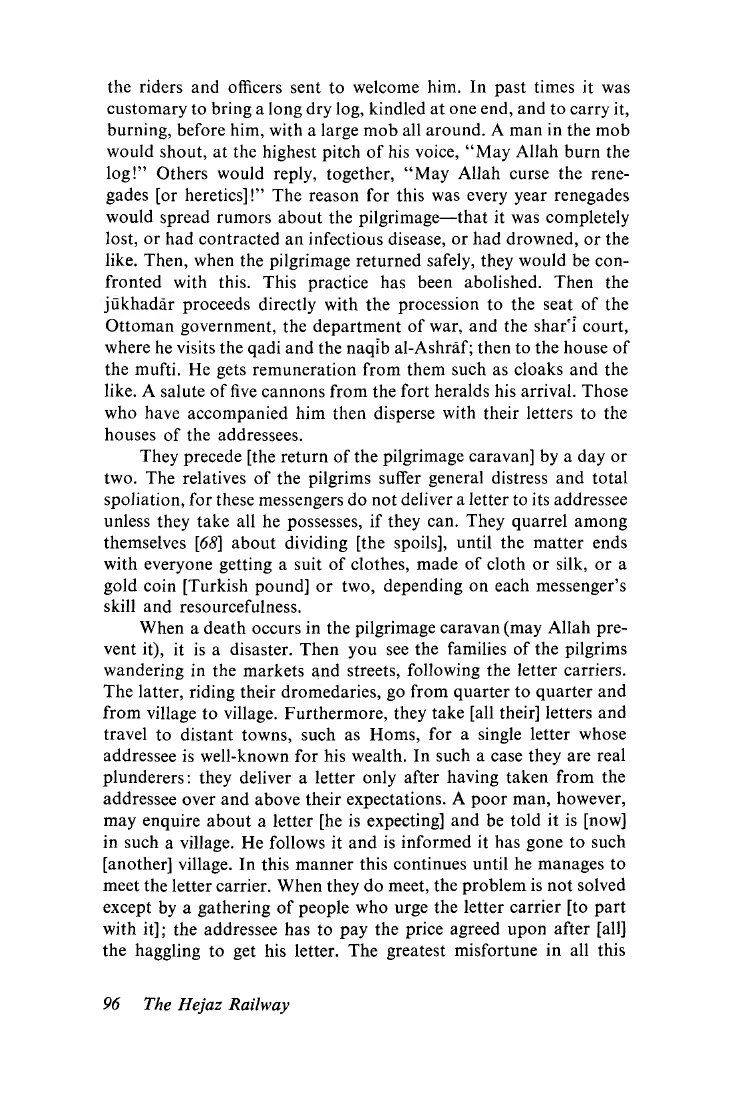 the riders and officers sent to welcome him. In past times it was
customary to bring a long dry log, kindled at one end, and to carry it,
burning, before him, with a large mob all around. A man in the mob
would shout, at the highest pitch of his voice, “May Allah burn the
log!” Others would reply, together, “May Allah curse the rene-
gades [or heretics]!” The reason for this was every year renegades
would spread rumors about the pilgrimage—that it was completely
lost, or had contracted an infectious disease, or had drowned, or the
like. Then, when the pilgrimage returned safely, they would be con-
fronted with this. This practice has been abolished. Then the
jūkhadār proceeds directly with the procession to the seat of the
Ottoman government, the department of war, and the sharʿī court,
where he visits the qadi and the naqīb al-Ashrāf; then to the house of
the mufti. He gets remuneration from them such as cloaks and the
like. A salute of five cannons from the fort heralds his arrival. Those
who have accompanied him then disperse with their letters to the
houses of the addressees.
They precede [the return of the pilgrimage caravan] by a day or
two. The relatives of the pilgrims suffer general distress and total
spoliation, for these messengers do not deliver a letter to its addressee
unless they take all he possesses, if they can. They quarrel among
themselves [68] about dividing [the spoils], until the matter ends
with everyone getting a suit of clothes, made of cloth or silk, or a
gold coin [Turkish pound] or two, depending on each messenger’s
skill and resourcefulness.
When a death occurs in the pilgrimage caravan (may Allah pre-
vent it), it is a disaster. Then you see the families of the pilgrims
wandering in the markets and streets, following the letter carriers.
The latter, riding their dromedaries, go from quarter to quarter and
from village to village. Furthermore, they take [all their] letters and
travel to distant towns, such as Homs, for a single letter whose
addressee is well-known for his wealth. In such a case they are real
plunderers: they deliver a letter only after having taken from the
addressee over and above their expectations. A poor man, however,
may enquire about a letter [he is expecting] and be told it is [now]
in such a village. He follows it and is informed it has gone to such
[another] village. In this manner this continues until he manages to
meet the letter carrier. When they do meet, the problem is not solved
except by a gathering of people who urge the letter carrier [to part
with it]; the addressee has to pay the price agreed upon after [all]
the haggling to get his letter. The greatest misfortune in all this
96 The Hejaz Railway